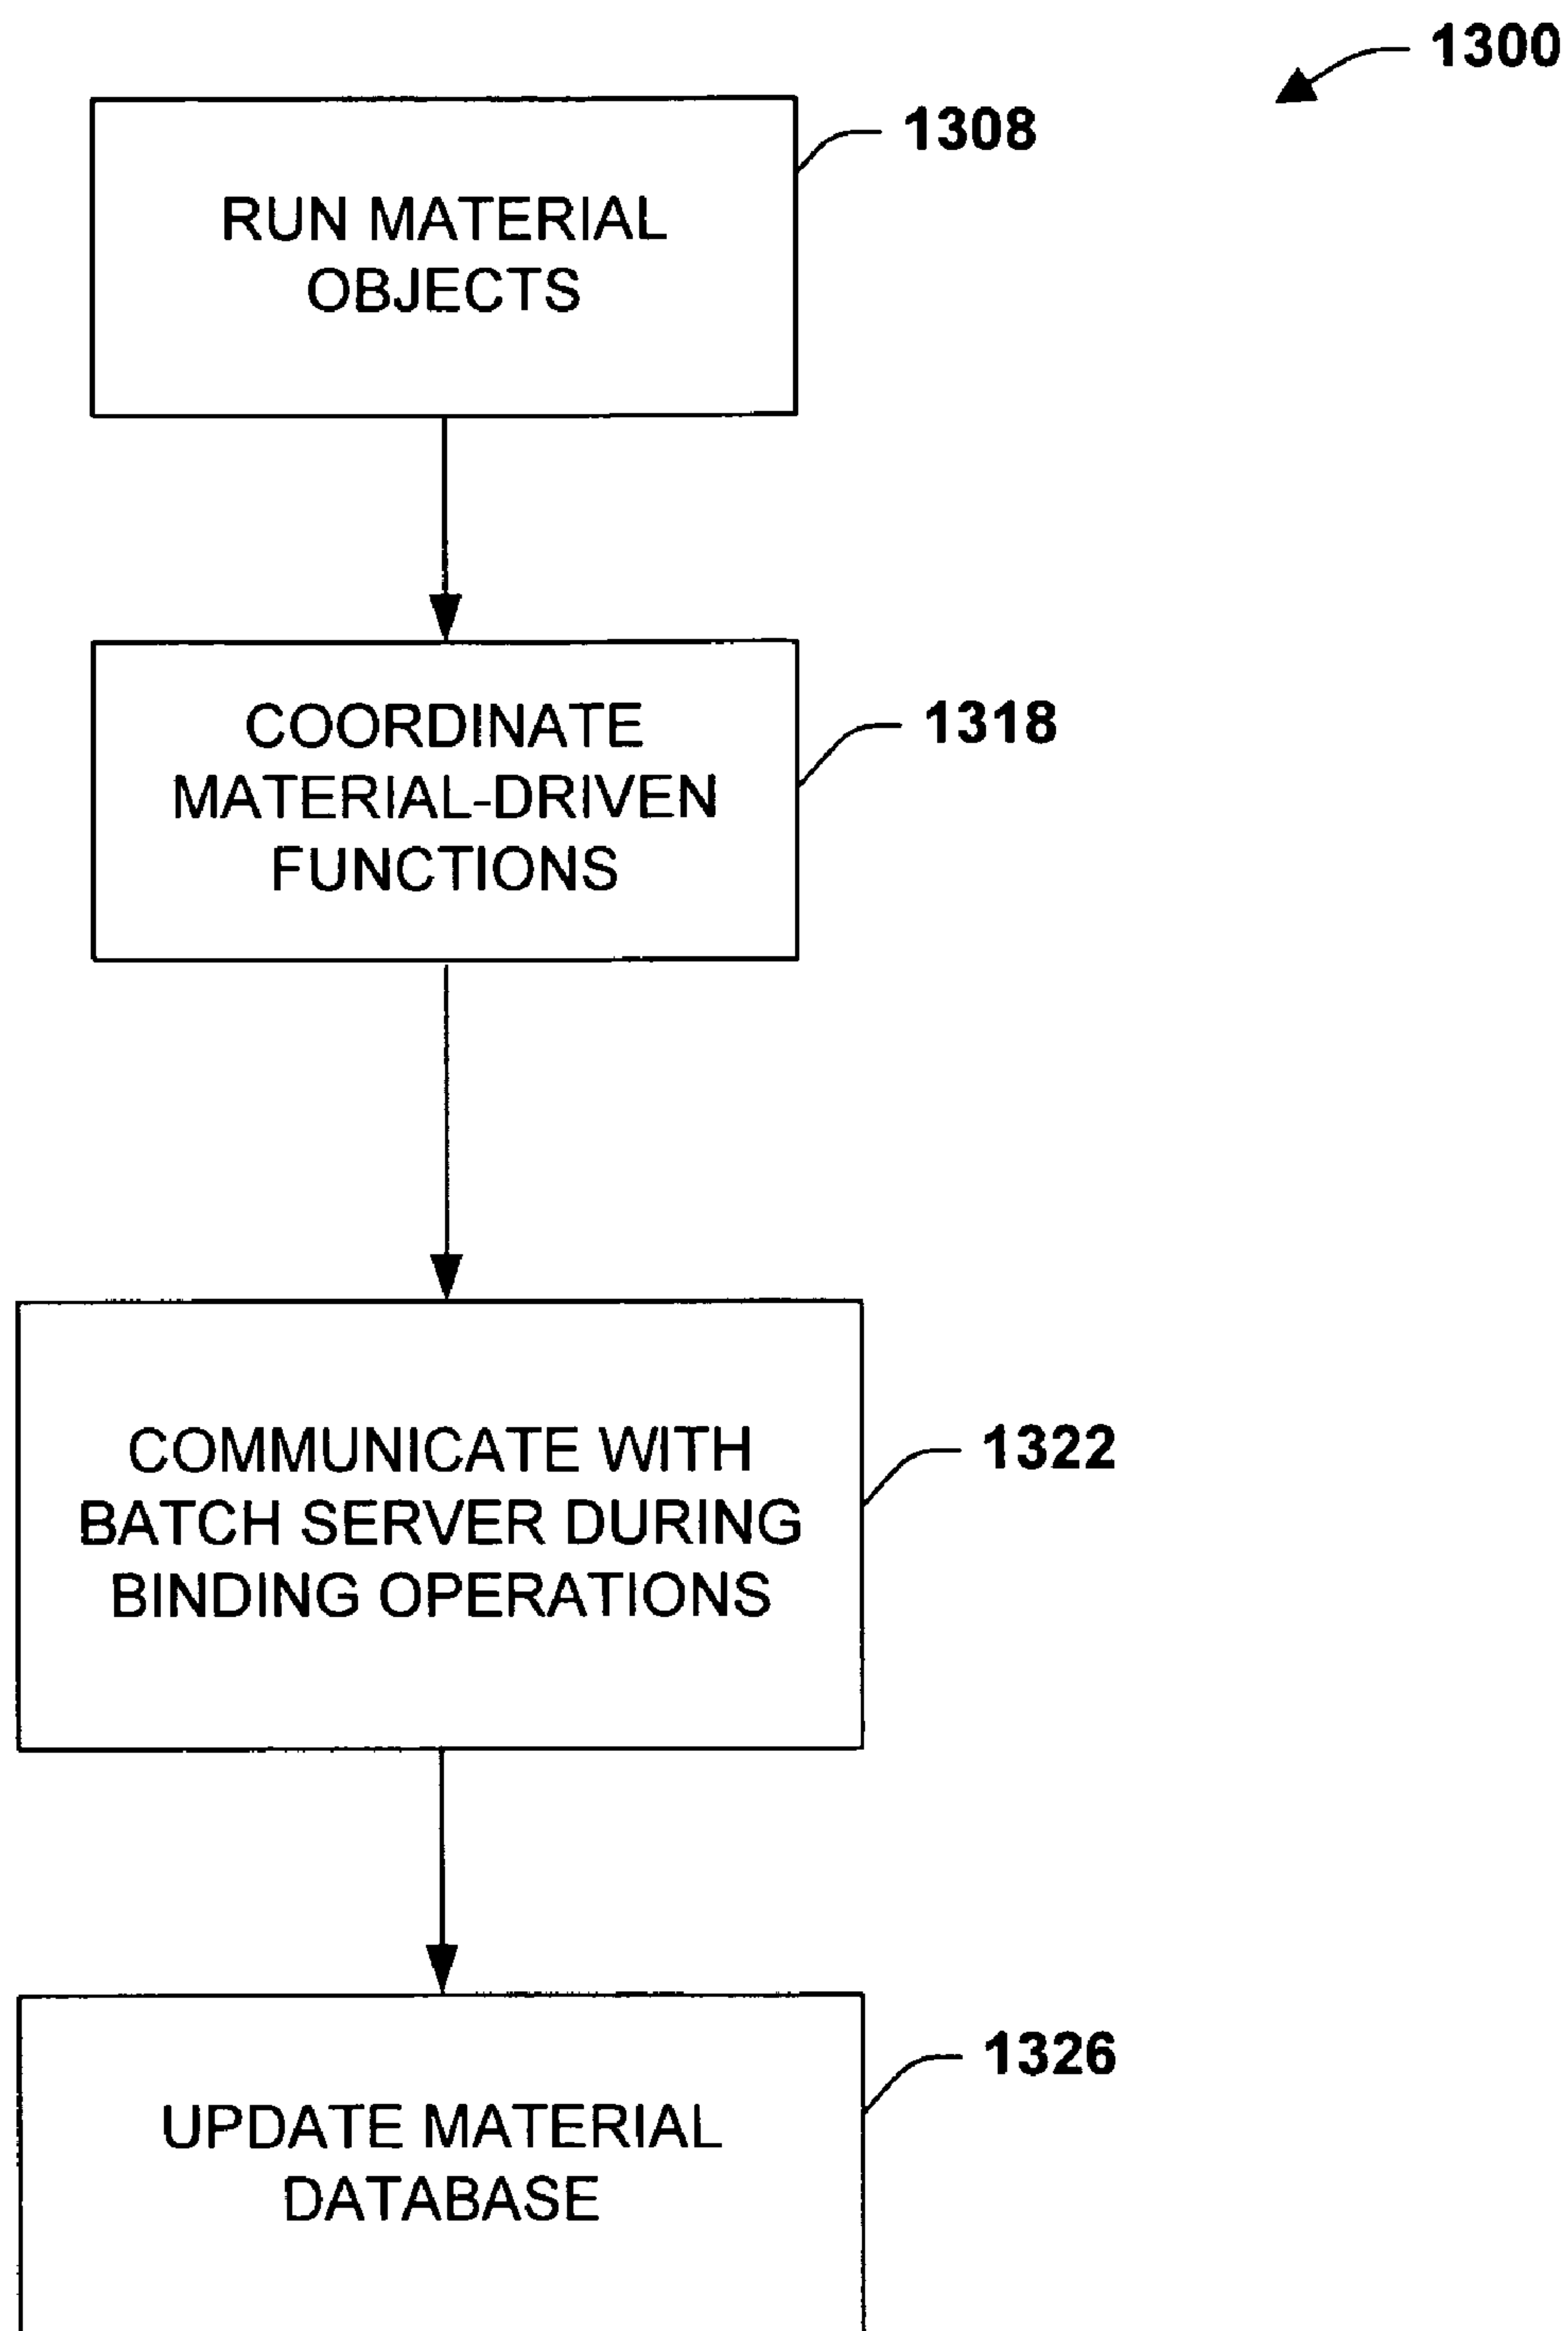 1300
1308
RUN MATERIAL
OBJECTS
1318
COORDINATE
MATERIAL-DRIVEN
FUNCTIONS
1322
COMMUNICATE WITH
BATCH SERVER DURING
BINDING OPERATIONS
1326
UPDATE MATERIAL
DATABASE